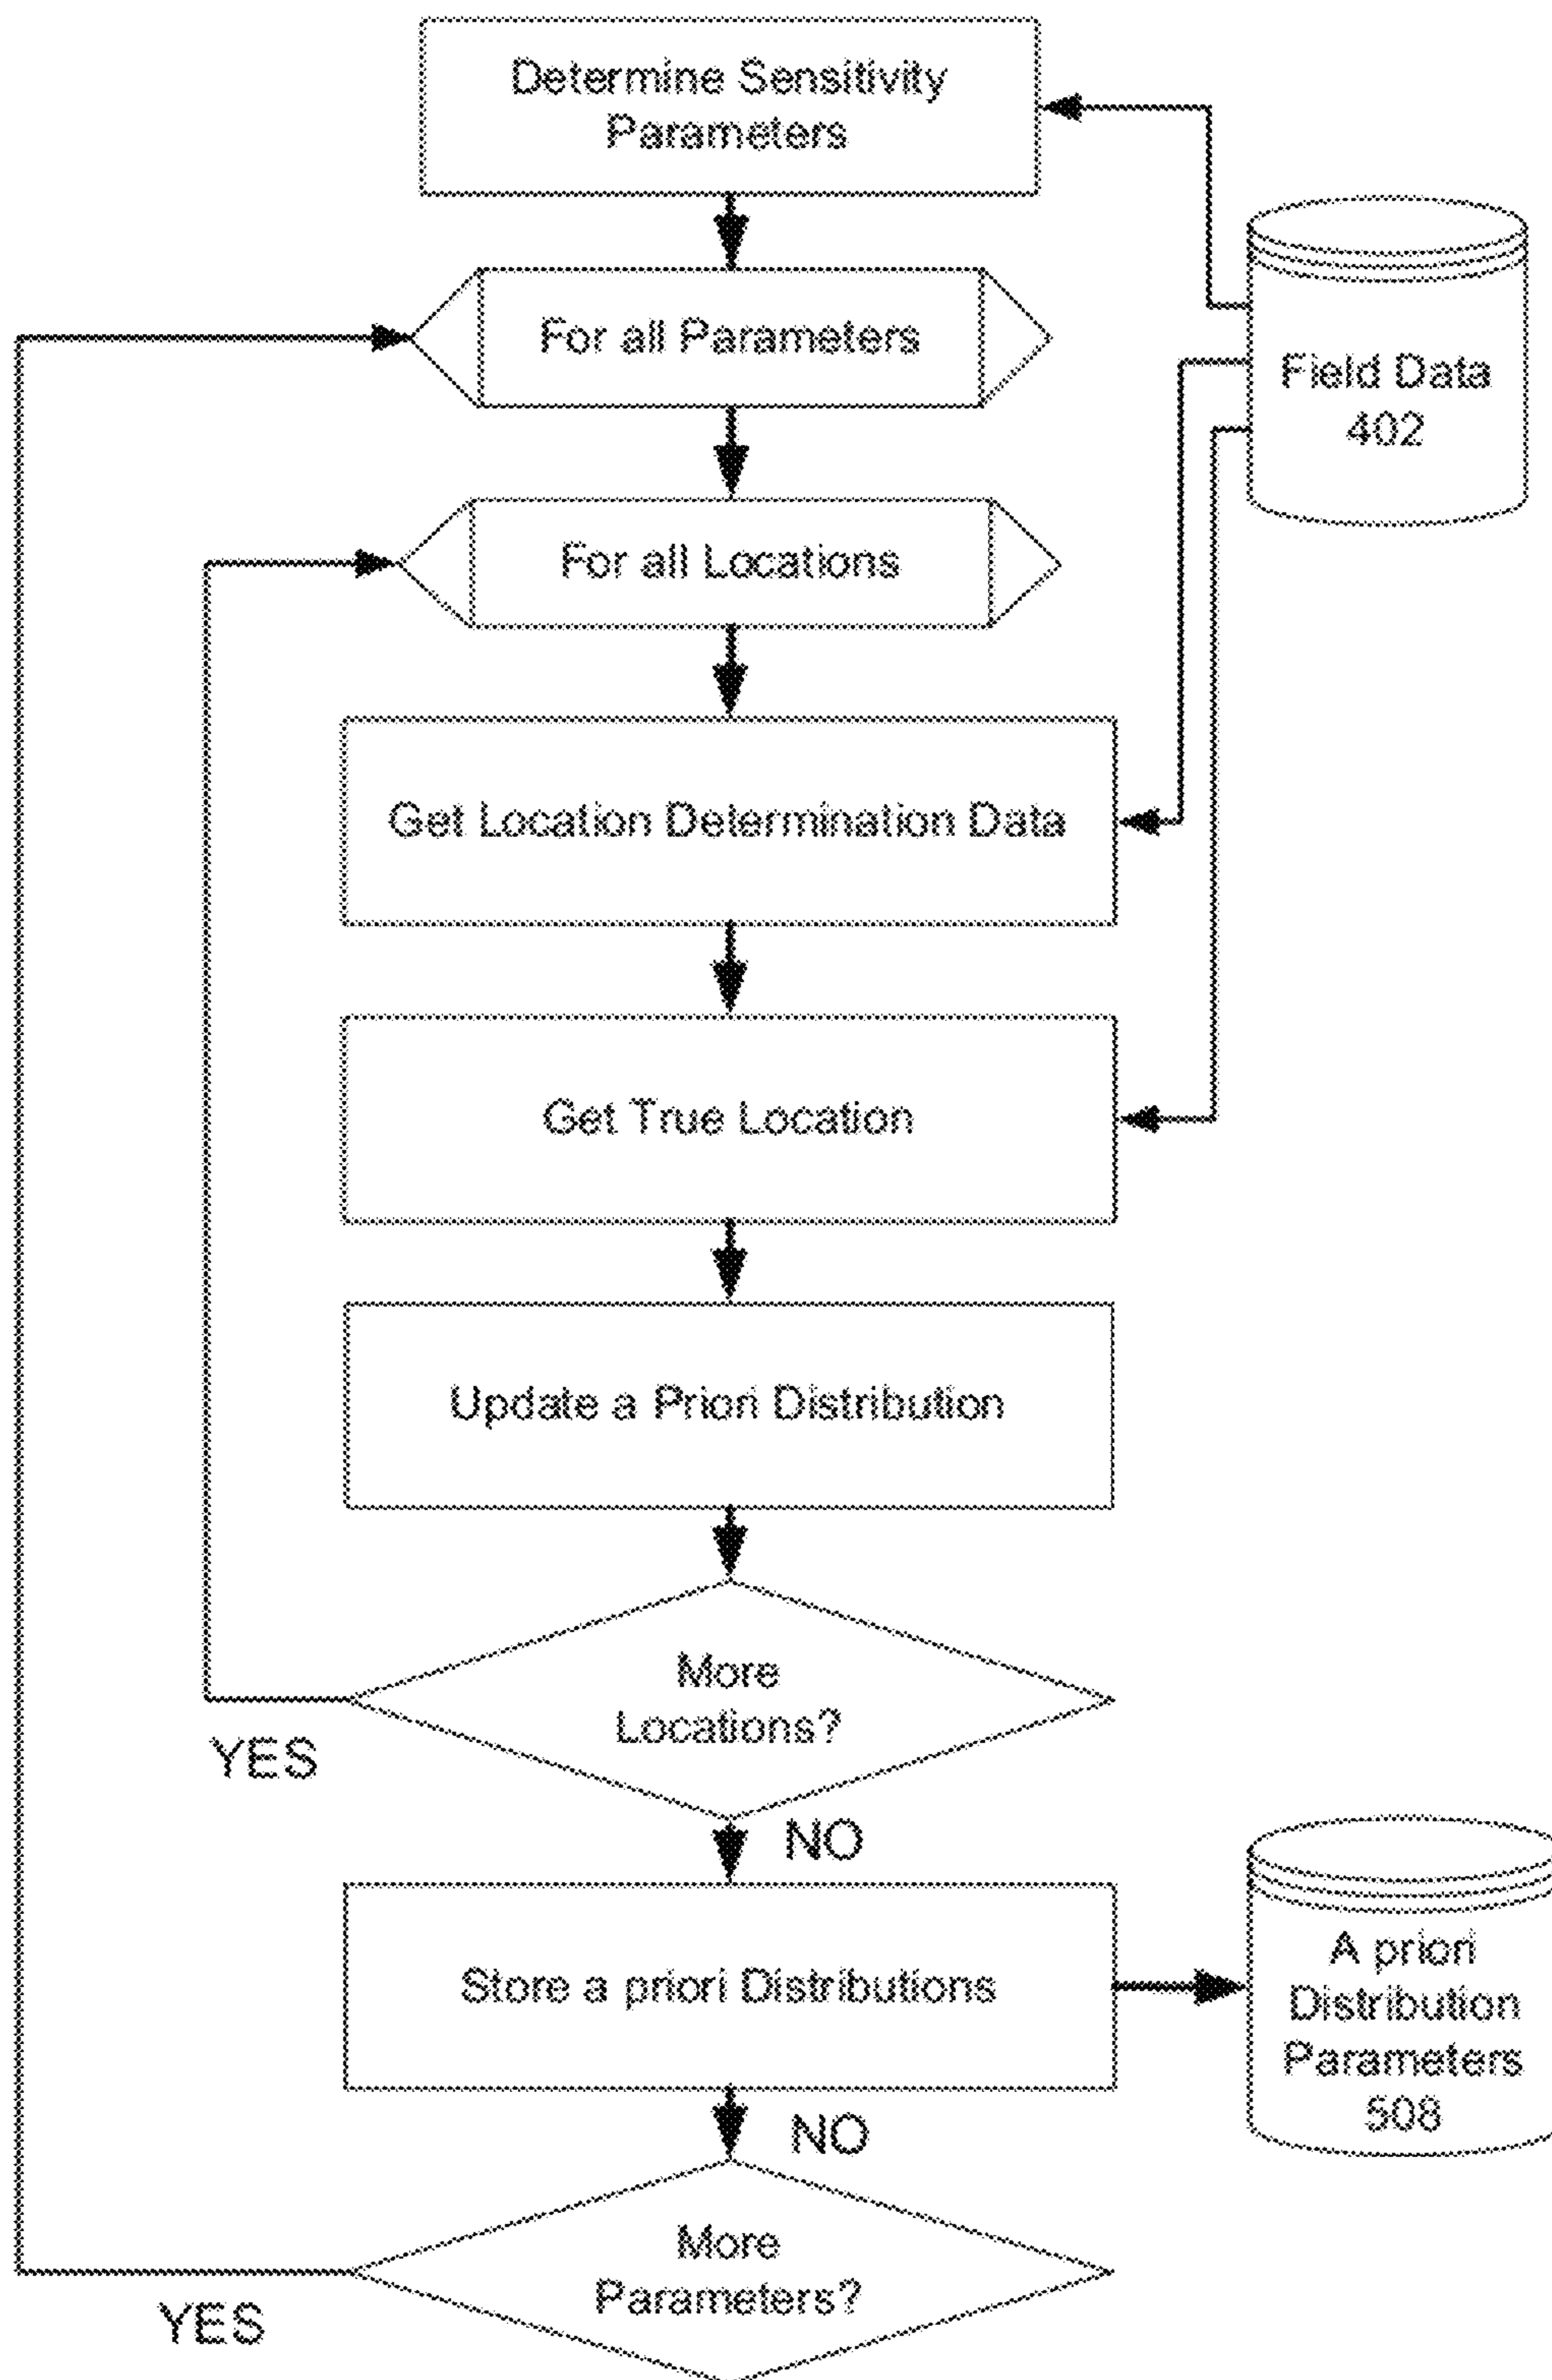 Determine Sensitivity
Parameters
For all Parameters
Field Data
402
For all Locations
Get Location Determination Data
Get True Location
Update a Priori Distribution
More
Locations?
YES
NO
Store a priori Distributions
A priori
Distribution
Parameters
508
NO
More
Parameters?
YES